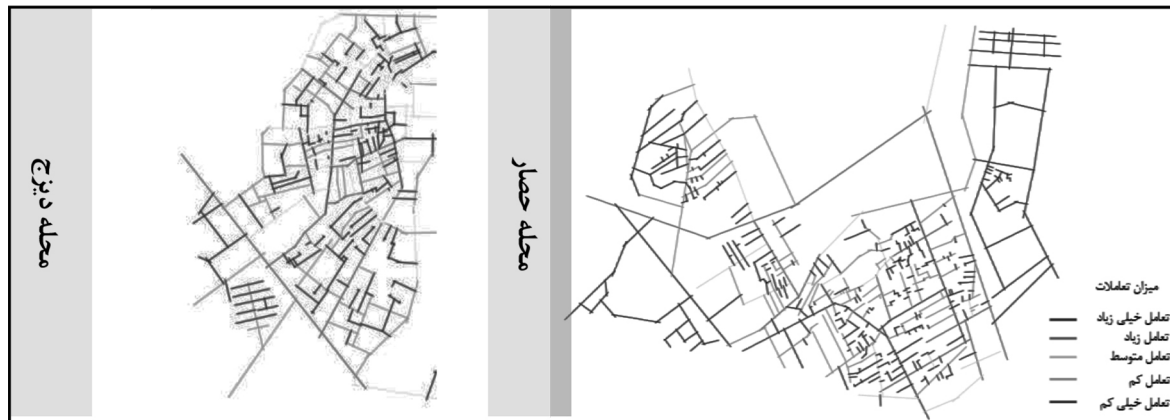 محله دیزج
محله حصار
میزان تعاملات
تعامل خیلی زیاد
تعامل زیاد
تعامل متوسط
تعامل کم
تعامل خیلی کم